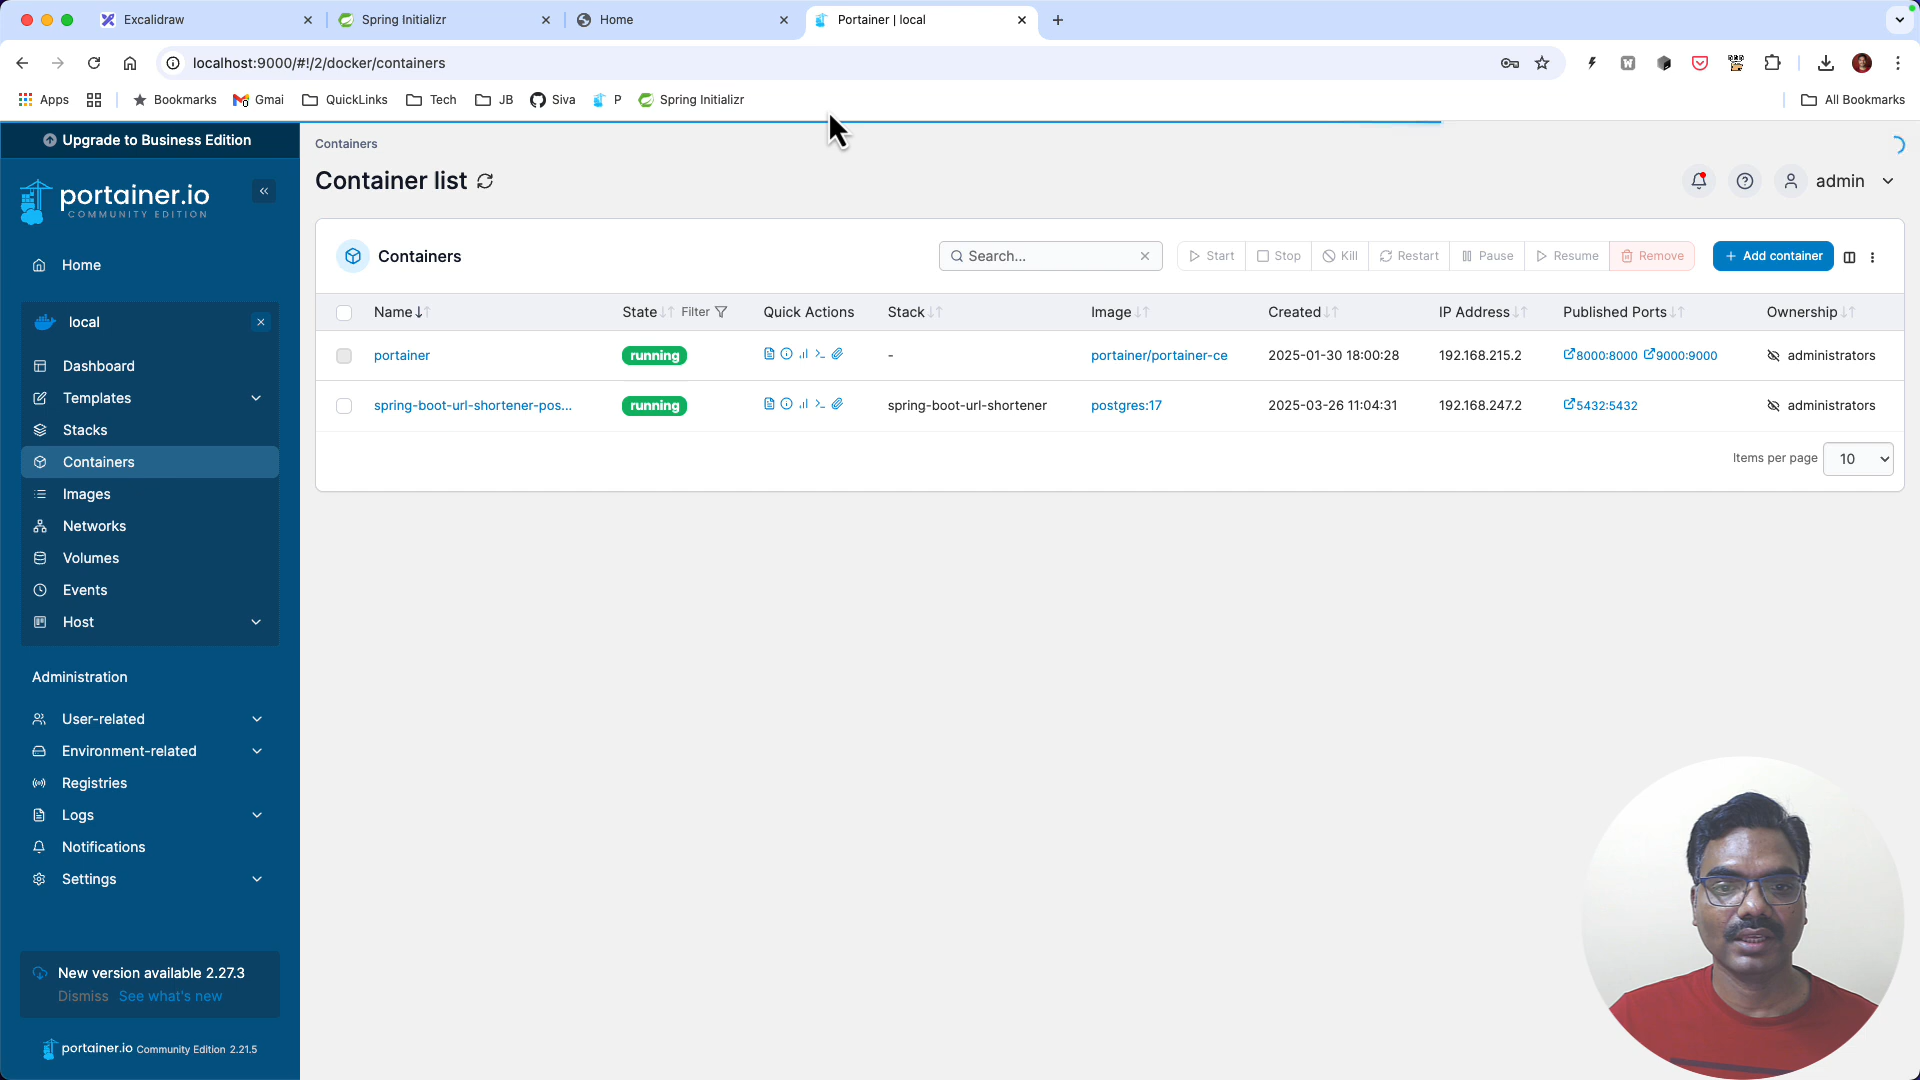 Excalidraw
Spring Initializr
Home
Portainer | local
localhost:9000/#!/2/docker/containers
Apps
Bookmarks
Gmai
QuickLinks
Tech
JB
Siva
P
Spring Initializr
All Bookmarks
Upgrade to Business Edition
portainer.io
COMMUNITY EDITION
Home
local
Dashboard
Templates
Stacks
Containers
Images
Networks
Volumes
Events
Host
Administration
User-related
Environment-related
Registries
Logs
Notifications
Settings
New version available 2.27.3
Dismiss See what's new
portainer.io Community Edition 2.21.5
Containers
Container list
admin
Containers
Search...
Start
Stop
Kill
Restart
Pause
Resume
Remove
+ Add container
Name State Filter Quick Actions Stack Image Created IP Address Published Ports Ownership
portainer running - portainer/portainer-ce 2025-01-30 18:00:28 192.168.215.2 8000:8000 9000:9000 administrators
spring-boot-url-shortener-pos... running spring-boot-url-shortener postgres:17 2025-03-26 11:04:31 192.168.247.2 5432:5432 administrators
Items per page 10